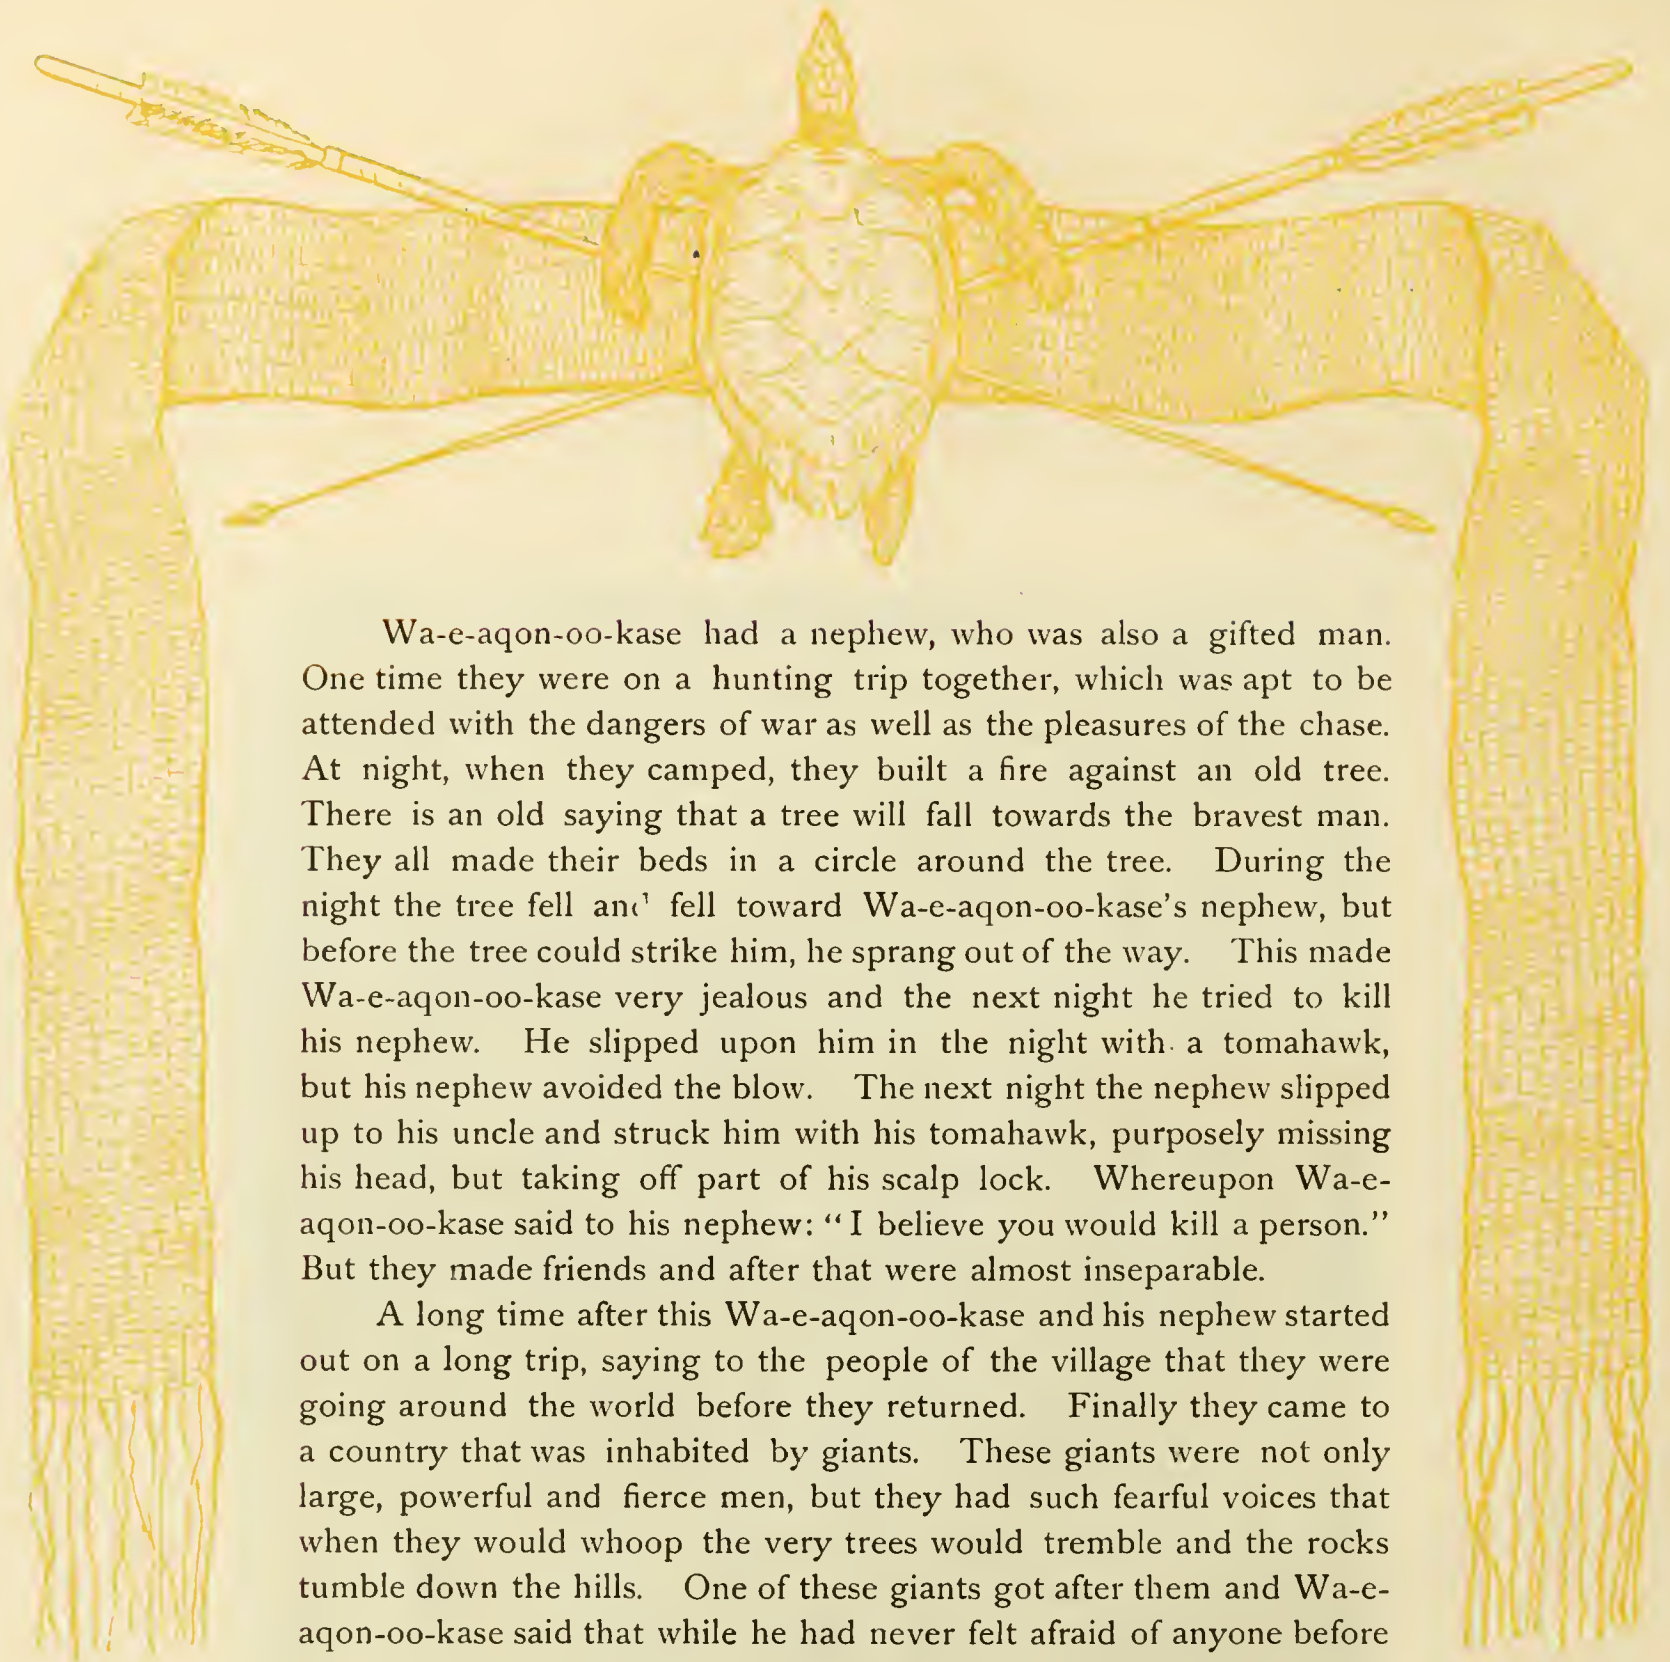 Wa-e-aqon-oo-kase had a nephew, who was also a gifted man.
One time they were on a hunting trip together, which was apt to be
attended with the dangers of war as well as the pleasures of the chase.
At night, when they camped, they built a fire against an old tree.
There is an old saying that a tree will fall towards the bravest man.
They all made their beds in a circle around the tree. During the
night the tree fell and fell toward Wa-e-aqon-oo-kase's nephew, but
before the tree could strike him, he sprang out of the way. This made
Wa-e-aqon-oo-kase very jealous and the next night he tried to kill
his nephew. He slipped upon him in the night with a tomahawk,
but his nephew avoided the blow. The next night the nephew slipped
up to his uncle and struck him with his tomahawk, purposely missing
his head, but taking off part of his scalp lock. Whereupon Wa-e-
aqon-oo-kase said to his nephew: "I believe you would kill a person."
But they made friends and after that were almost inseparable.
A long time after this Wa-e-aqon-oo-kase and his nephew started
out on a long trip, saying to the people of the village that they were
going around the world before they returned. Finally they came to
a country that was inhabited by giants. These giants were not only
large, powerful and fierce men, but they had such fearful voices that
when they would whoop the very trees would tremble and the rocks
tumble down the hills. One of these giants got after them and Wa-e-
aqon-oo-kase said that while he had never felt afraid of anyone before